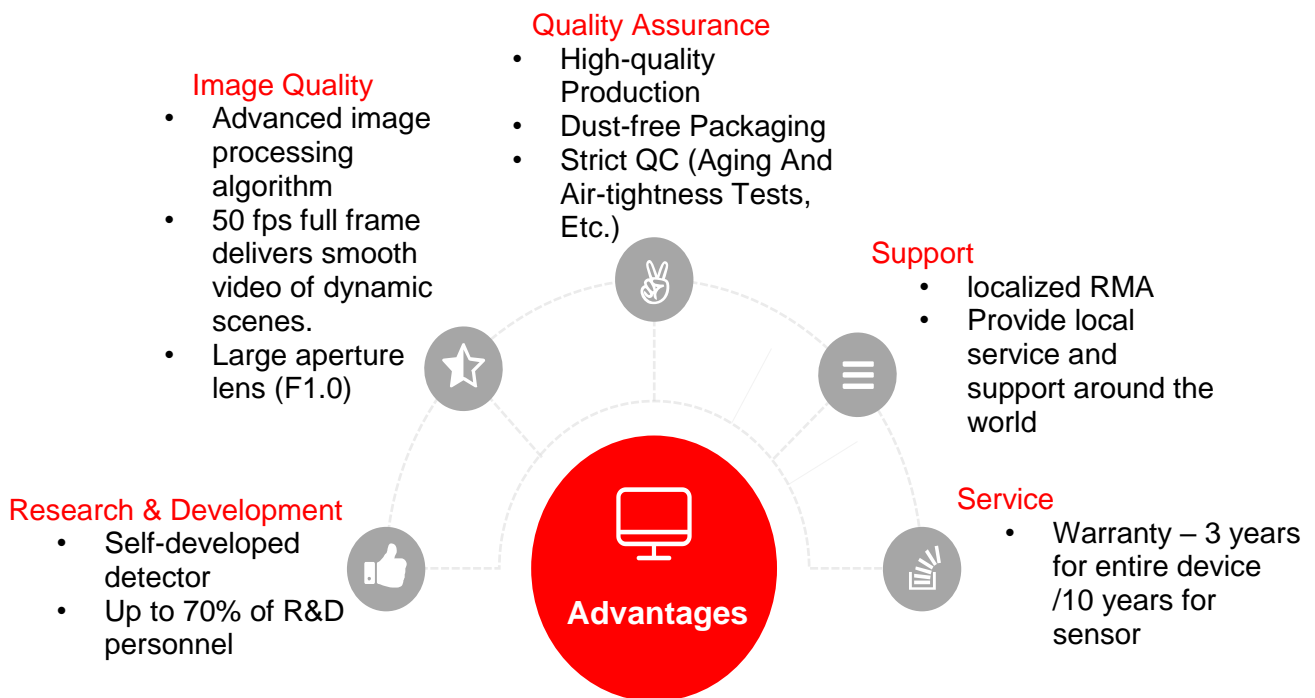 Quality Assurance
• High-quality
Production
• Dust-free Packaging
• Strict QC (Aging And
Air-tightness Tests,
Etc.)
Image Quality
• Advanced image
processing
algorithm
• 50 fps full frame
delivers smooth
video of dynamic
scenes.
• Large aperture
lens (F1.0)
Support
• localized RMA
• Provide local
service and
support around the
world
Research & Development
• Self-developed
detector
• Up to 70% of R&D
personnel
Service
• Warranty – 3 years
for entire device
/10 years for
sensor
Advantages